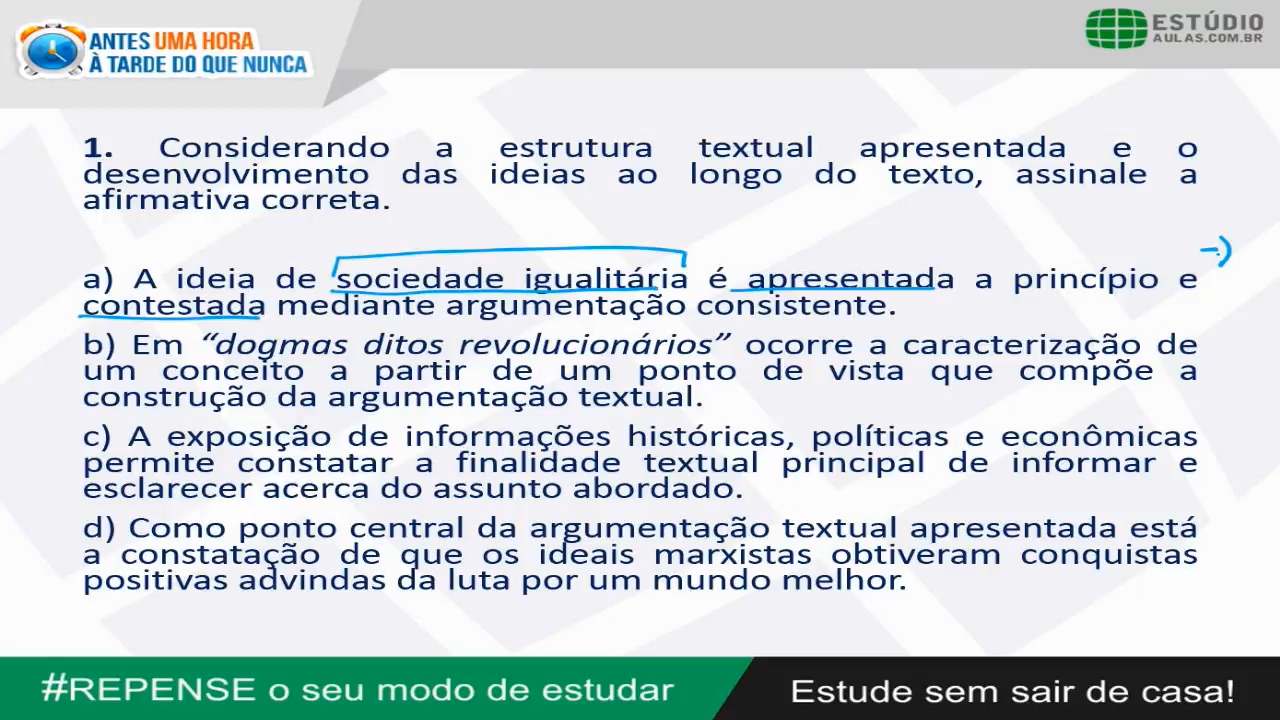 ANTES UMA HORA
À TARDE DO QUE NUNCA
ESTÚDIO
AULAS.COM.BR
1. Considerando a estrutura textual apresentada e o
desenvolvimento das ideias ao longo do texto, assinale a
afirmativa correta.
a) A ideia de sociedade igualitária é apresentada a princípio e
contestada mediante argumentação consistente.
b) Em “dogmas ditos revolucionários” ocorre a caracterização de
um conceito a partir de um ponto de vista que compõe a
construção da argumentação textual.
c) A exposição de informações históricas, políticas e econômicas
permite constatar a finalidade textual principal de informar e
esclarecer acerca do assunto abordado.
d) Como ponto central da argumentação textual apresentada está
a constatação de que os ideais marxistas obtiveram conquistas
positivas advindas da luta por um mundo melhor.
#REPENSE o seu modo de estudar
Estude sem sair de casa!